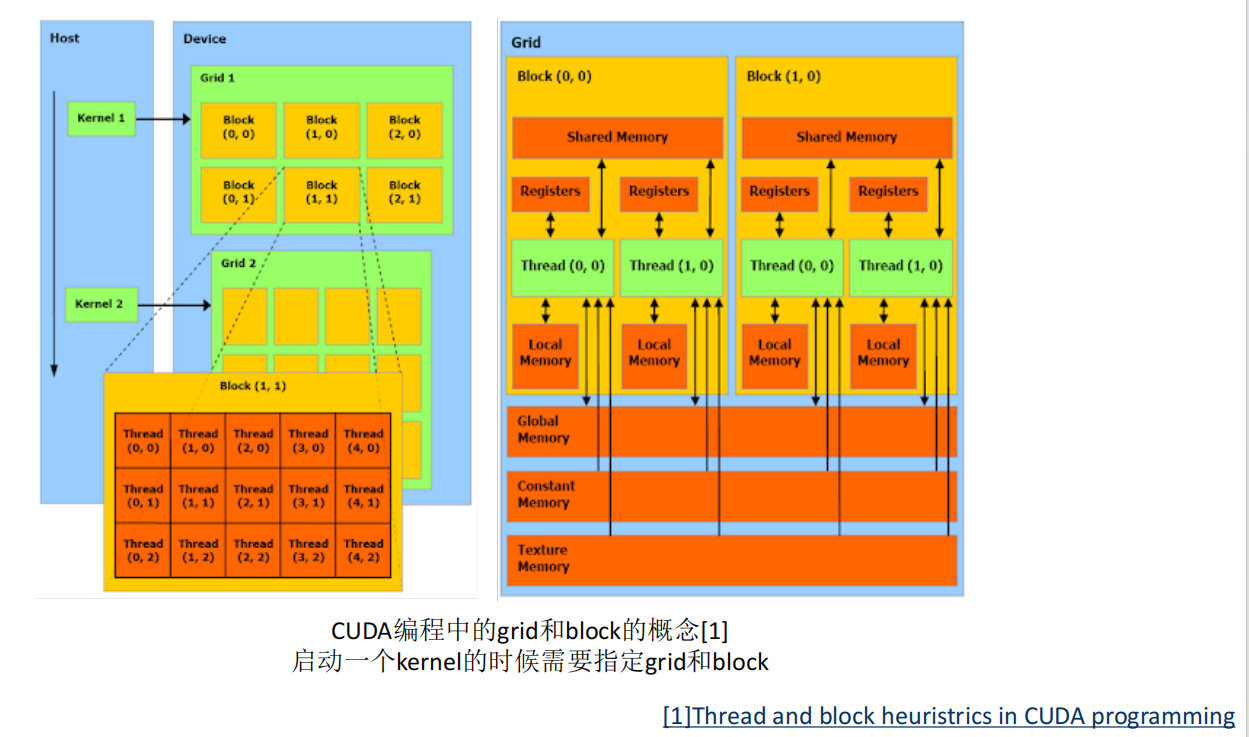 Host
Device
Grid 1
Kernel 1
Block
(0, 0)
Block
(1, 0)
Block
(2, 0)
Block
(0, 1)
Block
(1, 1)
Block
(2, 1)
Grid 2
Kernel 2
Block (1, 1)
Thread
(0, 0)
Thread
(1, 0)
Thread
(2, 0)
Thread
(3, 0)
Thread
(4, 0)
Thread
(0, 1)
Thread
(1, 1)
Thread
(2, 1)
Thread
(3, 1)
Thread
(4, 1)
Thread
(0, 2)
Thread
(1, 2)
Thread
(2, 2)
Thread
(3, 2)
Thread
(4, 2)
Grid
Block (0, 0)
Shared Memory
Registers
Registers
Thread (0, 0)
Thread (1, 0)
Local
Memory
Local
Memory
Block (1, 0)
Shared Memory
Registers
Registers
Thread (0, 0)
Thread (1, 0)
Local
Memory
Local
Memory
Global
Memory
Constant
Memory
Texture
Memory
CUDA编程中的grid和block的概念[1]
启动一个kernel的时候需要指定grid和block
[1]Thread and block heuristrics in CUDA programming